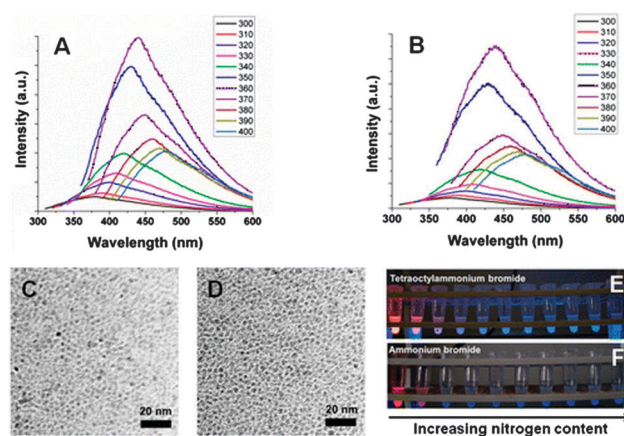 A
Intensity (a.u.)
300
310
320
330
340
350
360
370
380
390
400
300 350 400 450 500 550 600
Wavelength (nm)
B
Intensity (a.u.)
300
310
320
330
340
350
360
370
380
390
400
300 350 400 450 500 550 600
Wavelength (nm)
C
20 nm
D
20 nm
Tetraoctylammonium bromide
E
Ammonium bromide
F
Increasing nitrogen content